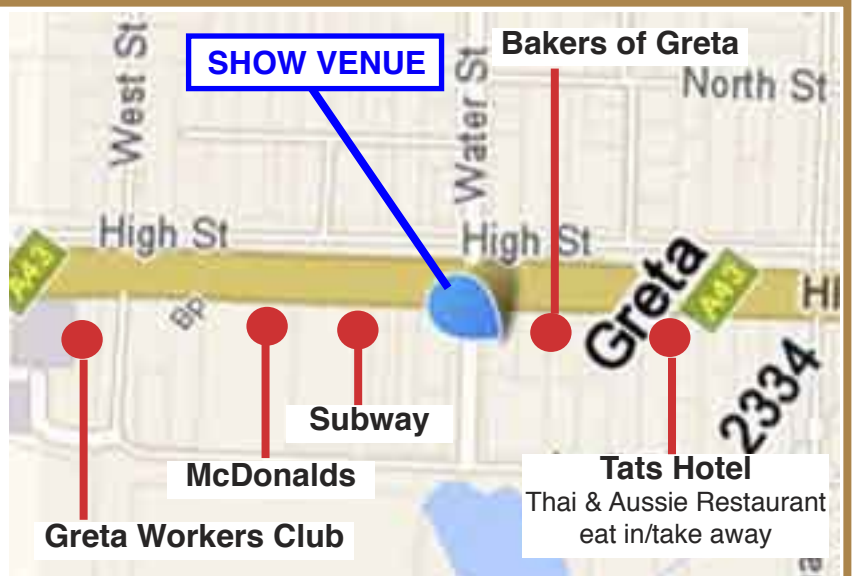 Bakers of Greta
SHOW VENUE
West St
Water St
North St
High St
High St
A43
Greta
A43
BP
2334
Subway
McDonalds
Tats Hotel
Thai & Aussie Restaurant
eat in/take away
Greta Workers Club